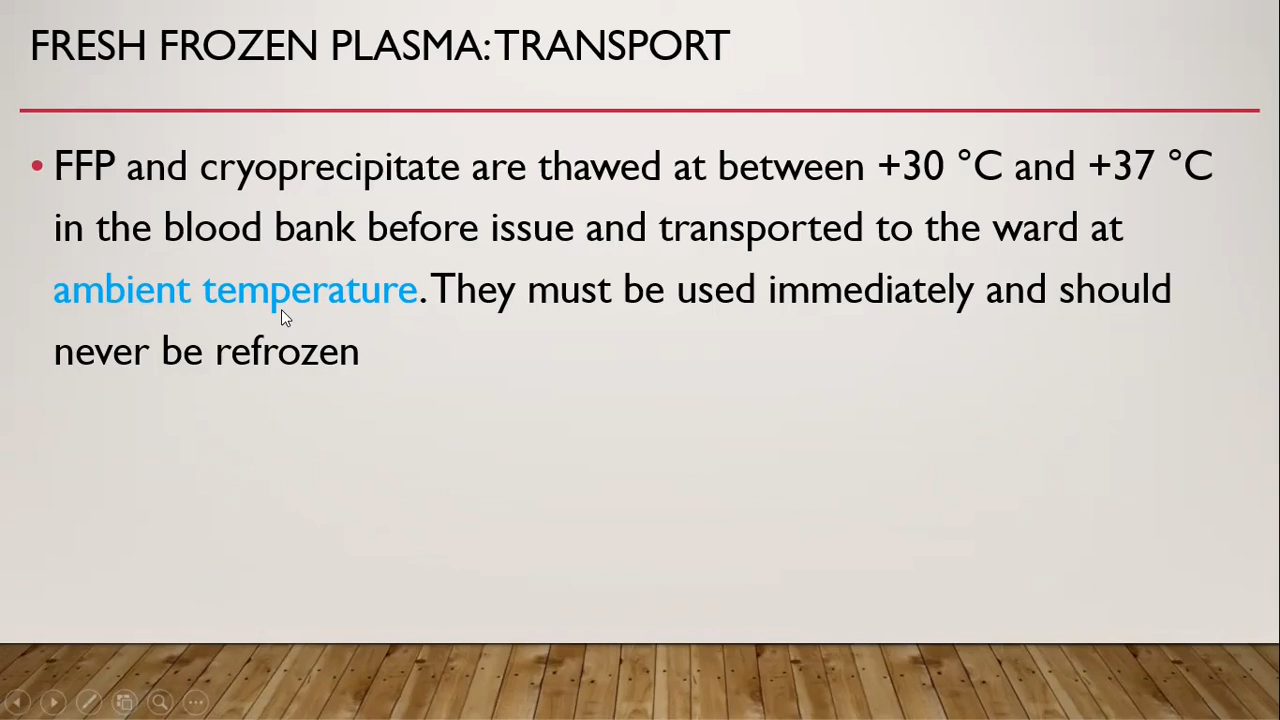 FRESH FROZEN PLASMA: TRANSPORT
• FFP and cryoprecipitate are thawed at between +30 °C and +37 °C
in the blood bank before issue and transported to the ward at
ambient temperature. They must be used immediately and should
never be refrozen